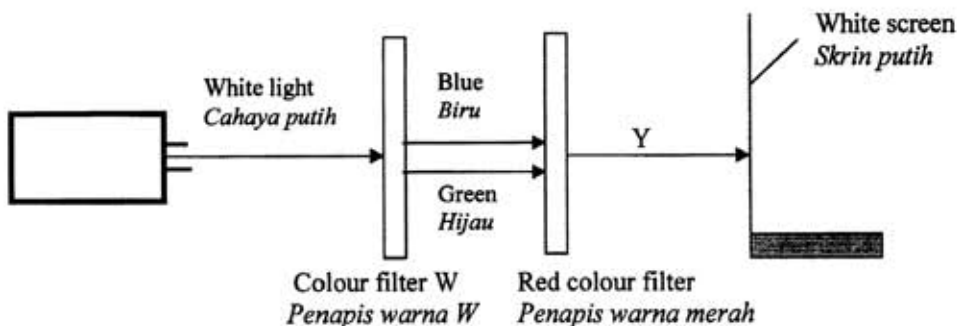 White light
Cahaya putih
Blue
Biru
Green
Hijau
Y
White screen
Skrin putih
Colour filter W
Penapis warna W
Red colour filter
Penapis warna merah